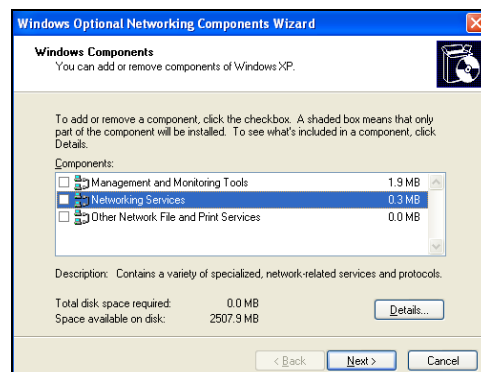 Windows Optional Networking Components Wizard
Windows Components
You can add or remove components of Windows XP.
To add or remove a component, click the checkbox. A shaded box means that only
part of the component will be installed. To see what's included in a component, click
Details.
Components:
Management and Monitoring Tools 1.9 MB
Networking Services 0.3 MB
Other Network File and Print Services 0.0 MB
Description: Contains a variety of specialized, network-related services and protocols.
Total disk space required: 0.0 MB
Space available on disk: 2507.9 MB
Details...
< Back Next > Cancel